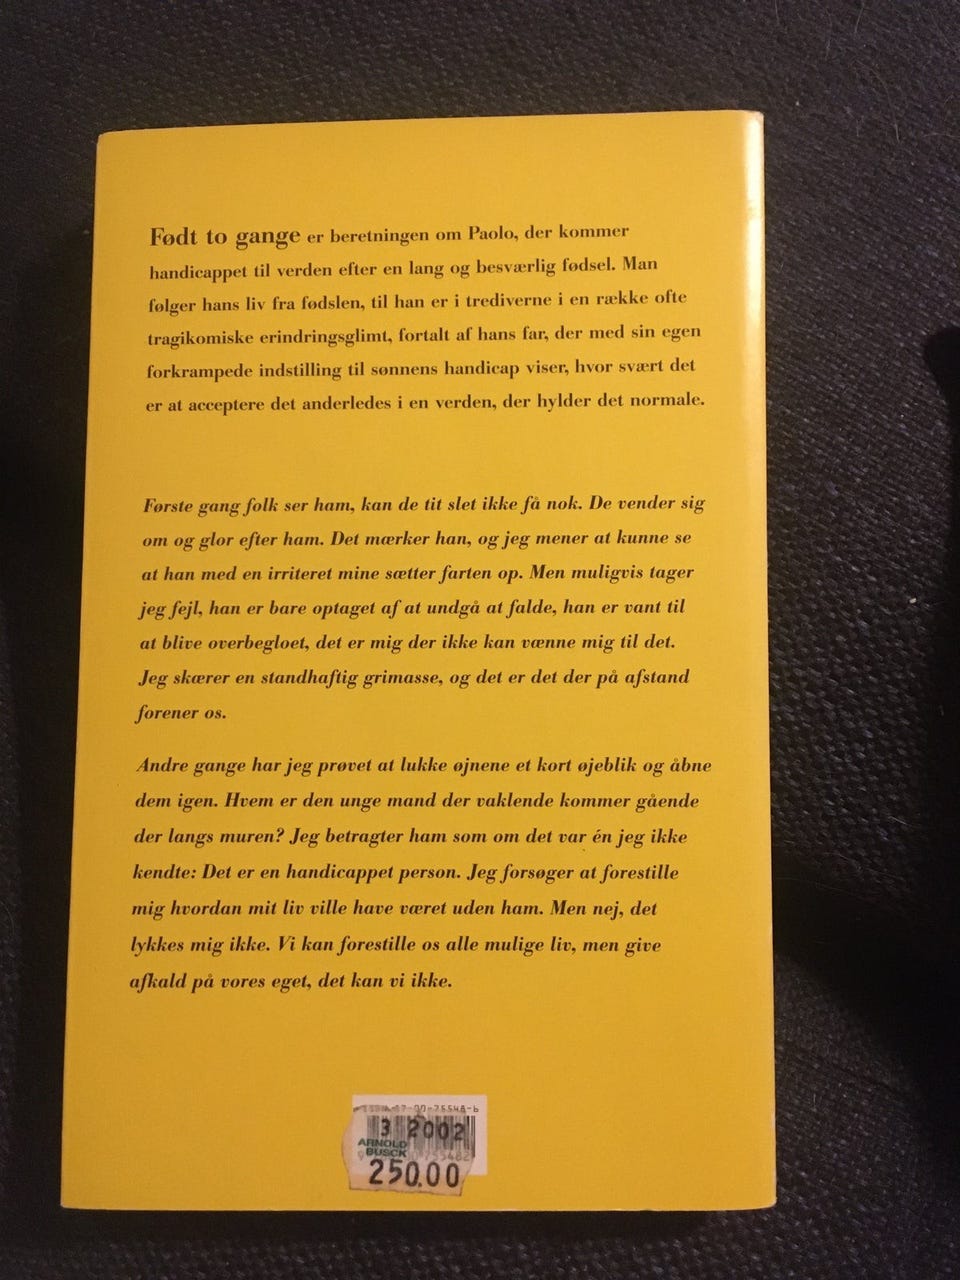 Født to gange er beretningen om Paolo, der kommer
handicappet til verden efter en lang og besværlig fødsel. Man
følger hans liv fra fødslen, til han er i trediverne i en række ofte
tragikomiske erindringsglimt, fortalt af hans far, der med sin egen
forkrampede indstilling til sønnens handicap viser, hvor svært det
er at acceptere det anderledes i en verden, der hylder det normale.
Første gang folk ser ham, kan de tit slet ikke få nok. De vender sig
om og glor efter ham. Det mærker han, og jeg mener at kunne se
at han med en irriteret mine sætter farten op. Men muligvis tager
jeg fejl, han er bare optaget af at undgå at falde, han er vant til
at blive overbegloet, det er mig der ikke kan vænne mig til det.
Jeg skærer en standhaftig grimasse, og det er det der på afstand
forener os.
Andre gange har jeg prøvet at lukke øjnene et kort øjeblik og åbne
dem igen. Hvem er den unge mand der vaklende kommer gående
der langs muren? Jeg betragter ham som om det var én jeg ikke
kendte: Det er en handicappet person. Jeg forsøger at forestille
mig hvordan mit liv ville have været uden ham. Men nej, det
lykkes mig ikke. Vi kan forestille os alle mulige liv, men give
afkald på vores eget, det kan vi ikke.
3 2002
ARNOLD
BUSCK
250.00